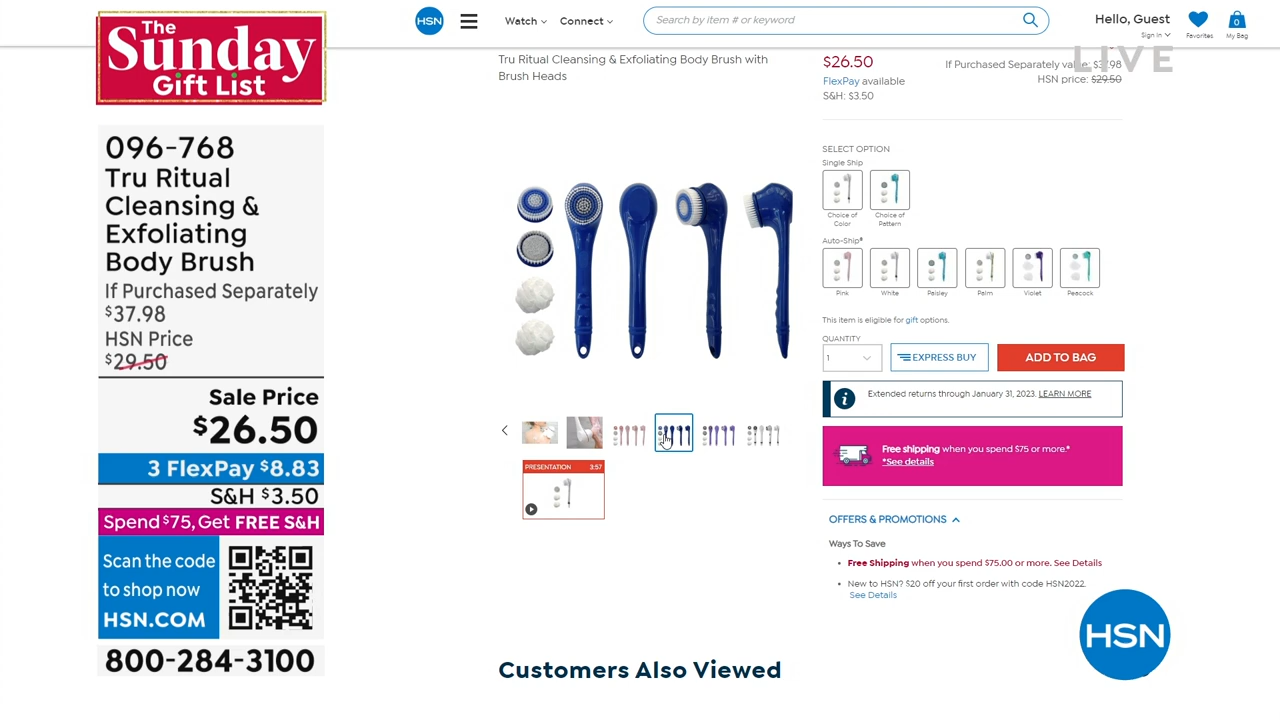 The
Sunday
Gift List
096-768
Tru Ritual
Cleansing &
Exfoliating
Body Brush
If Purchased Separately
$37.98
HSN Price
$29.50
Sale Price
$26.50
3 FlexPay $8.83
S&H $3.50
Spend $75, Get FREE S&H
Scan the code
to shop now
HSN.COM
800-284-3100
HSN
Watch
Connect
Search by item # or keyword
Hello, Guest
Sign in
Favorites
0
My Bag
LIVE
Tru Ritual Cleansing & Exfoliating Body Brush with
Brush Heads
$26.50
FlexPay available
S&H: $3.50
If Purchased Separately value: $37.98
HSN price: $29.50
SELECT OPTION
Single Ship
Choice of
Color
Choice of
Pattern
Auto-Ship®
Pink
White
Paisley
Palm
Violet
Peacock
This item is eligible for gift options.
QUANTITY
1
EXPRESS BUY
ADD TO BAG
i
Extended returns through January 31, 2023. LEARN MORE
Free shipping when you spend $75 or more.*
*See details
PRESENTATION 3:57
OFFERS & PROMOTIONS
Ways To Save
• Free Shipping when you spend $75.00 or more. See Details
• New to HSN? $20 off your first order with code HSN2022.
See Details
HSN
Customers Also Viewed